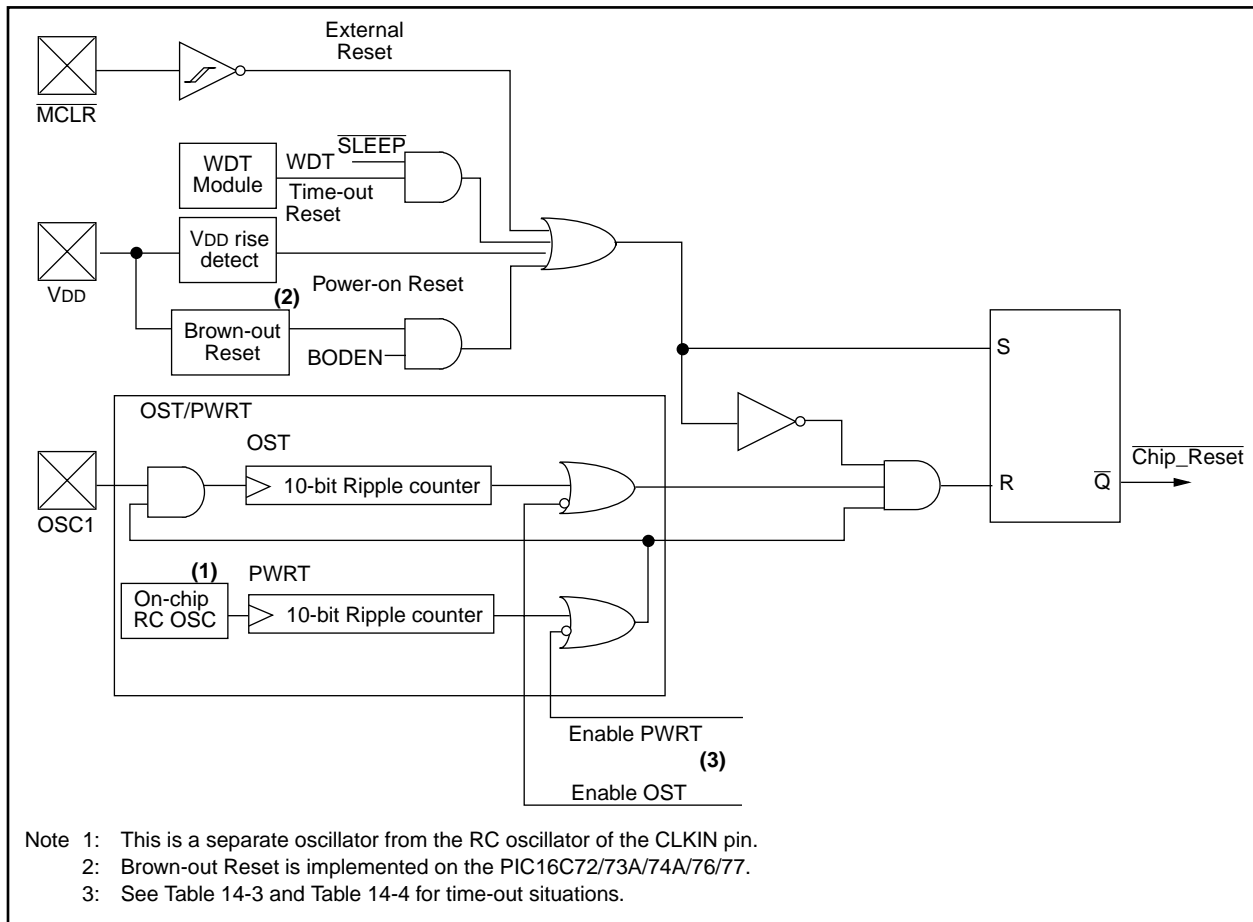 External
Reset
MCLR
SLEEP
WDT
Module
WDT
Time-out
Reset
VDD rise
detect
VDD
Power-on Reset
(2)
Brown-out
Reset
BODEN
S
OST/PWRT
OST
10-bit Ripple counter
OSC1
R
Q
Chip_Reset
(1)
PWRT
On-chip
RC OSC
10-bit Ripple counter
Enable PWRT
(3)
Enable OST
Note 1: This is a separate oscillator from the RC oscillator of the CLKIN pin.
2: Brown-out Reset is implemented on the PIC16C72/73A/74A/76/77.
3: See Table 14-3 and Table 14-4 for time-out situations.